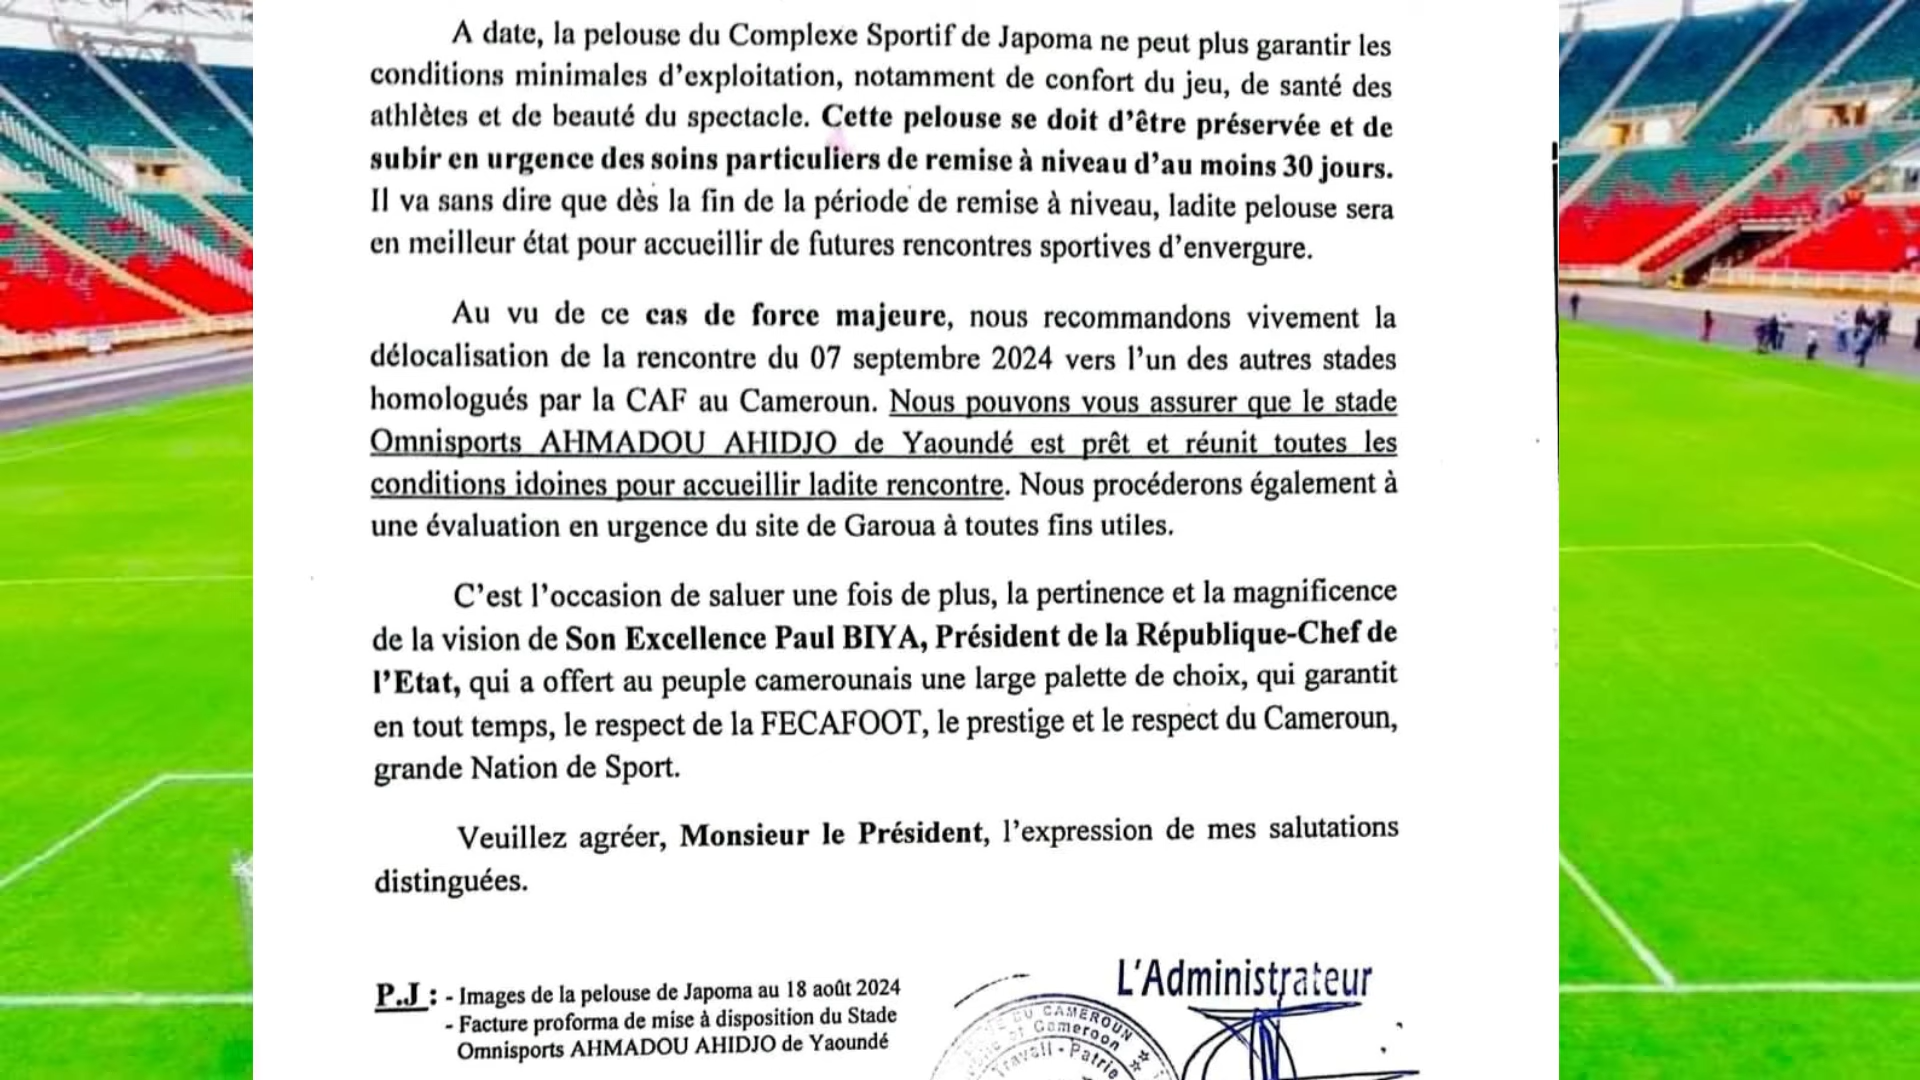 A date, la pelouse du Complexe Sportif de Japoma ne peut plus garantir les
conditions minimales d'exploitation, notamment de confort du jeu, de santé des
athlètes et de beauté du spectacle. Cette pelouse se doit d'être préservée et de
subir en urgence des soins particuliers de remise à niveau d'au moins 30 jours.
Il va sans dire que dès la fin de la période de remise à niveau, ladite pelouse sera
en meilleur état pour accueillir de futures rencontres sportives d'envergure.
Au vu de ce cas de force majeure, nous recommandons vivement la
délocalisation de la rencontre du 07 septembre 2024 vers l'un des autres stades
homologués par la CAF au Cameroun. Nous pouvons vous assurer que le stade
Omnisports AHMADOU AHIDJO de Yaoundé est prêt et réunit toutes les
conditions idoines pour accueillir ladite rencontre. Nous procéderons également à
une évaluation en urgence du site de Garoua à toutes fins utiles.
C'est l'occasion de saluer une fois de plus, la pertinence et la magnificence
de la vision de Son Excellence Paul BIYA, Président de la République-Chef de
l'Etat, qui a offert au peuple camerounais une large palette de choix, qui garantit
en tout temps, le respect de la FECAFOOT, le prestige et le respect du Cameroun,
grande Nation de Sport.
Veuillez agréer, Monsieur le Président, l'expression de mes salutations
distinguées.
L'Administrateur
P.J : - Images de la pelouse de Japoma au 18 août 2024
- Facture proforma de mise à disposition du Stade
Omnisports AHMADOU AHIDJO de Yaoundé
DU CAMEROUN
of Cameroon
Travail - Patrie